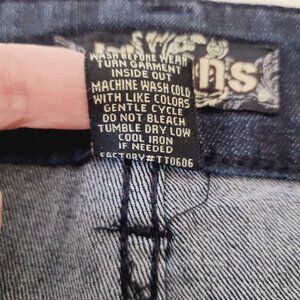 WASH BEFORE WEAR
TURN GARMENT
INSIDE OUT
MACHINE WASH COLD
WITH LIKE COLORS
GENTLE CYCLE
DO NOT BLEACH
TUMBLE DRY LOW
COOL IRON
IF NEEDED
FACTORY#TT0606